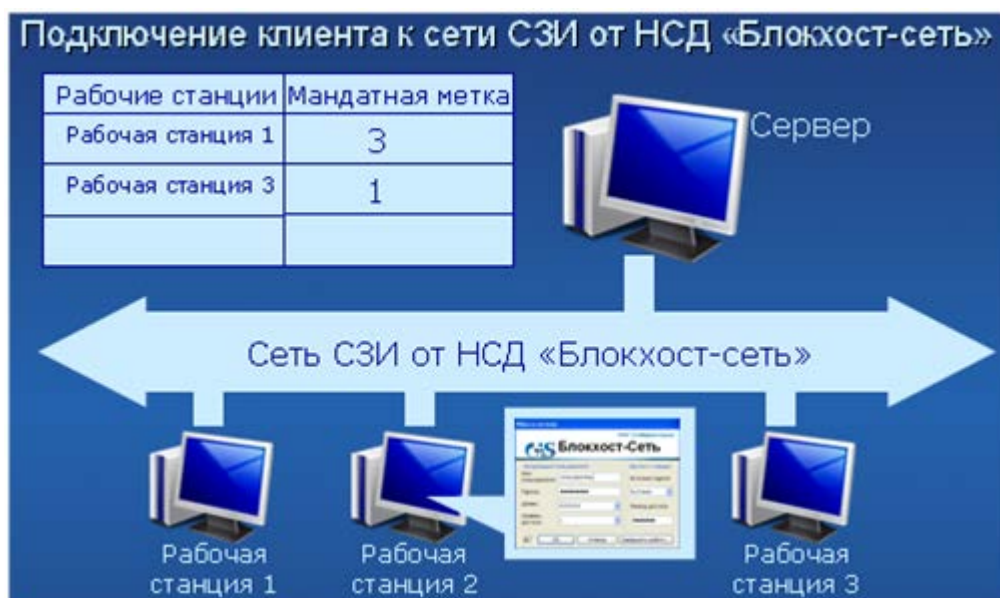 Подключение клиента к сети СЗИ от НСД «Блокхост-сеть»
Рабочие станции Мандатная метка
Рабочая станция 1 3
Рабочая станция 3 1
Сервер
Сеть СЗИ от НСД «Блокхост-сеть»
GiS Блокхост-Сеть
Рабочая станция 1
Рабочая станция 2
Рабочая станция 3